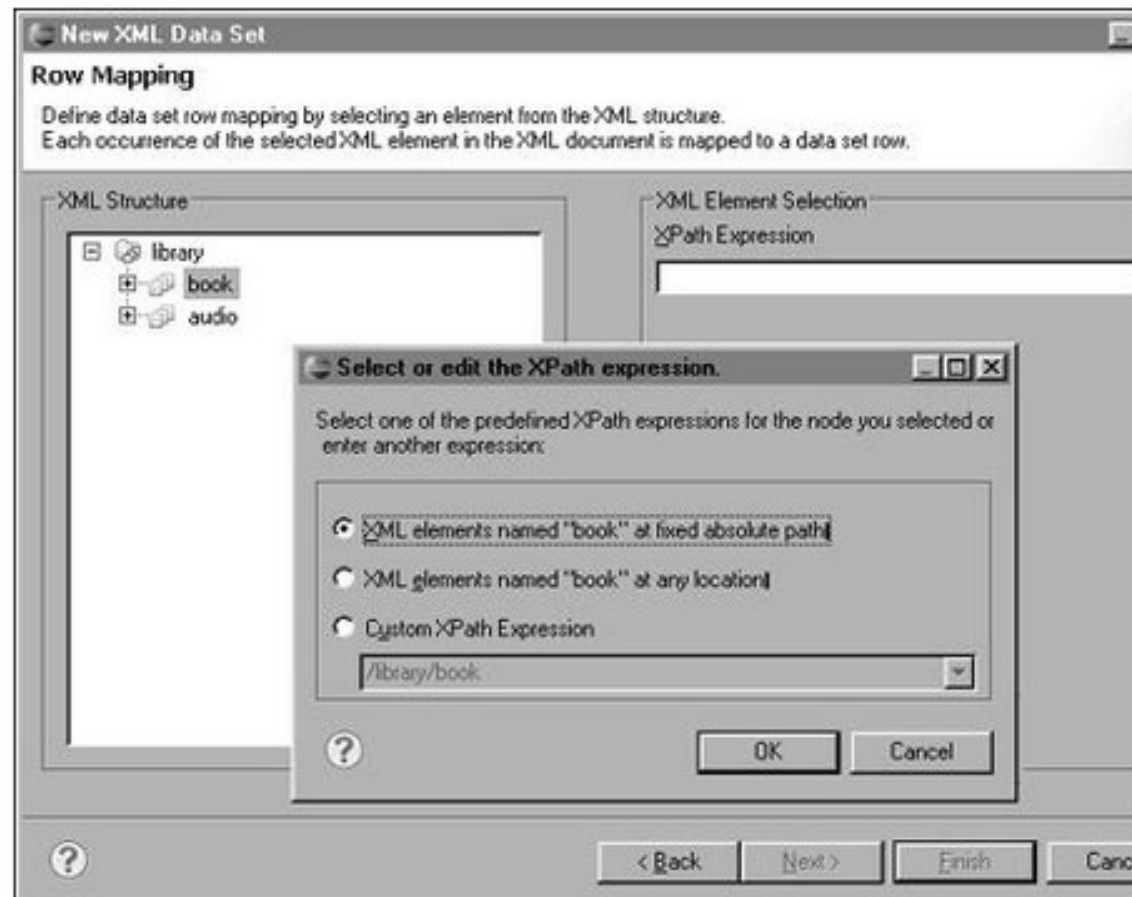 New XML Data Set
Row Mapping
Define data set row mapping by selecting an element from the XML structure.
Each occurrence of the selected XML element in the XML document is mapped to a data set row.
XML Structure
library
book
audio
XML Element Selection
XPath Expression
Select or edit the XPath expression.
Select one of the predefined XPath expressions for the node you selected or
enter another expression:
XML elements named "book" at fixed absolute path
XML elements named "book" at any location
Custom XPath Expression
/library/book
?
OK
Cancel
?
< Back
Next >
Finish
Canc